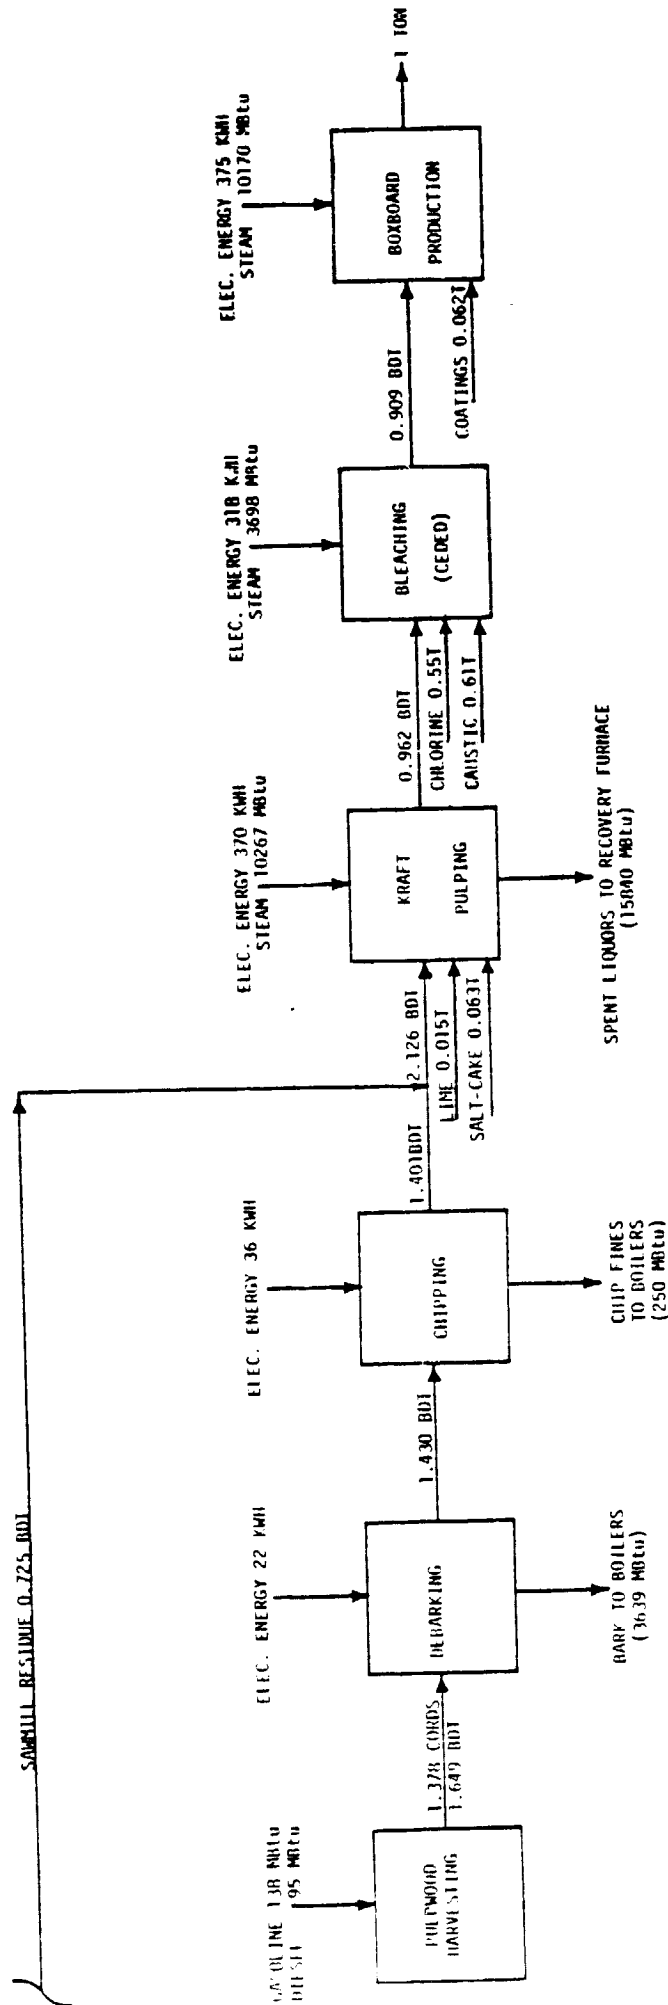 SAWMILL RESIDUE 0.725 BDT
GASOLINE 138 MBtu
DIESEL 95 MBtu
PULPWOOD
HARVESTING
1.378 CORDS
1.649 BDT
ELEC. ENERGY 22 KWH
DEBARKING
BARK TO BOILERS
(3639 MBtu)
1.430 BDT
ELEC. ENERGY 36 KWH
CHIPPING
CHIP FINES
TO BOILERS
(250 MBtu)
1.401BDT
2.126 BDT
LIME 0.015T
SALT-CAKE 0.063T
ELEC. ENERGY 370 KWH
STEAM 10267 MBtu
KRAFT
PULPING
SPENT LIQUORS TO RECOVERY FURNACE
(15840 MBtu)
0.962 BDT
CHLORINE 0.55T
CAUSTIC 0.61T
ELEC. ENERGY 318 KWH
STEAM 3698 MBtu
BLEACHING
(CEDED)
0.909 BDT
COATINGS 0.062T
ELEC. ENERGY 375 KWH
STEAM 10170 MBtu
BOXBOARD
PRODUCTION
1 TON